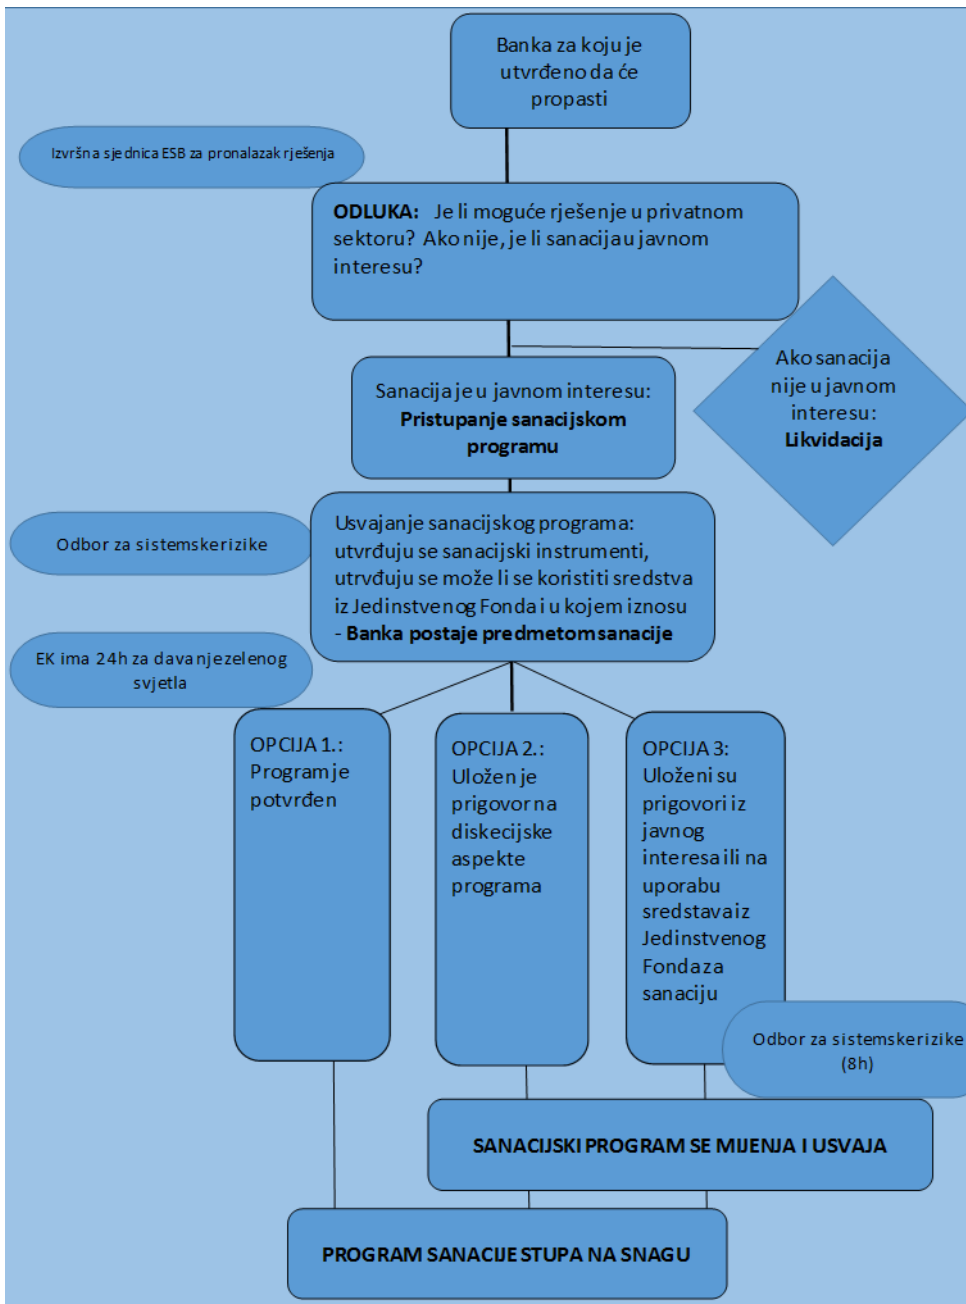 Banka za koju je
utvrđeno da će
propasti
Izvršna sjednica ESB za pronalazak rješenja
ODLUKA: Je li moguće rješenje u privatnom
sektoru? Ako nije, je li sanacija u javnom
interesu?
Ako sanacija
nije u javnom
interesu:
Likvidacija
Sanacija je u javnom interesu:
Pristupanje sanacijskom
programu
Usvajanje sanacijskog programa:
utvrđuju se sanacijski instrumenti,
utrvđuju se može li se koristiti sredstva
iz Jedinstvenog Fonda i u kojem iznosu
- Banka postaje predmetom sanacije
Odbor za sistemske rizike
EK ima 24h za davanje zelenog
svjetla
OPCIJA 1.:
Program je
potvrđen
OPCIJA 2.:
Uložen je
prigovor na
diskecijske
aspekte
programa
OPCIJA 3:
Uloženi su
prigovori iz
javnog
interesa ili na
uporabu
sredstva iz
Jedinstvenog
Fonda za
sanaciju
Odbor za sistemske rizike
(8h)
SANACIJSKI PROGRAM SE MIJENJA I USVAJA
PROGRAM SANACIJE STUPA NA SNAGU